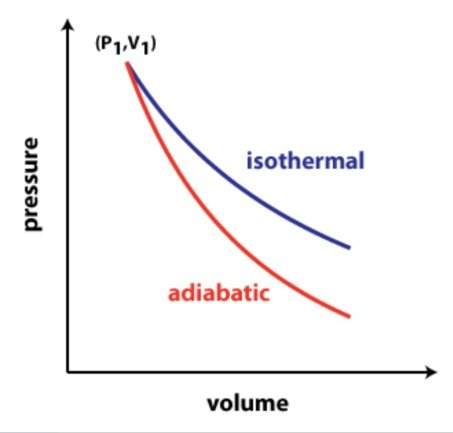 (P₁,V₁)
isothermal
pressure
adiabatic
volume